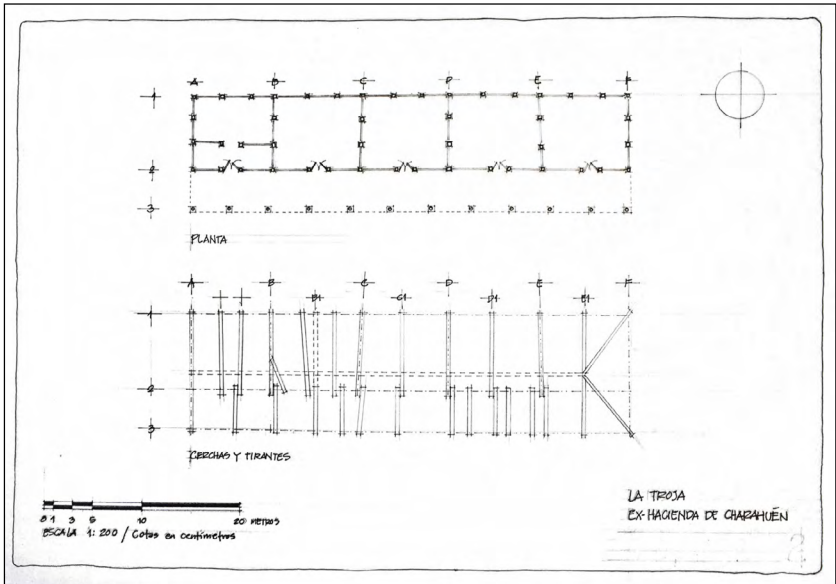 A B C D E F
1
2
3
PLANTA
A B B1 C C1 D D1 E E1 F
1
2
3
CERCHAS Y TIRANTES
0 1 3 5 10 20 METROS
ESCALA 1:200 / Cotas en centímetros
LA TROJA
EX-HACIENDA DE CHARAHUÉN
2